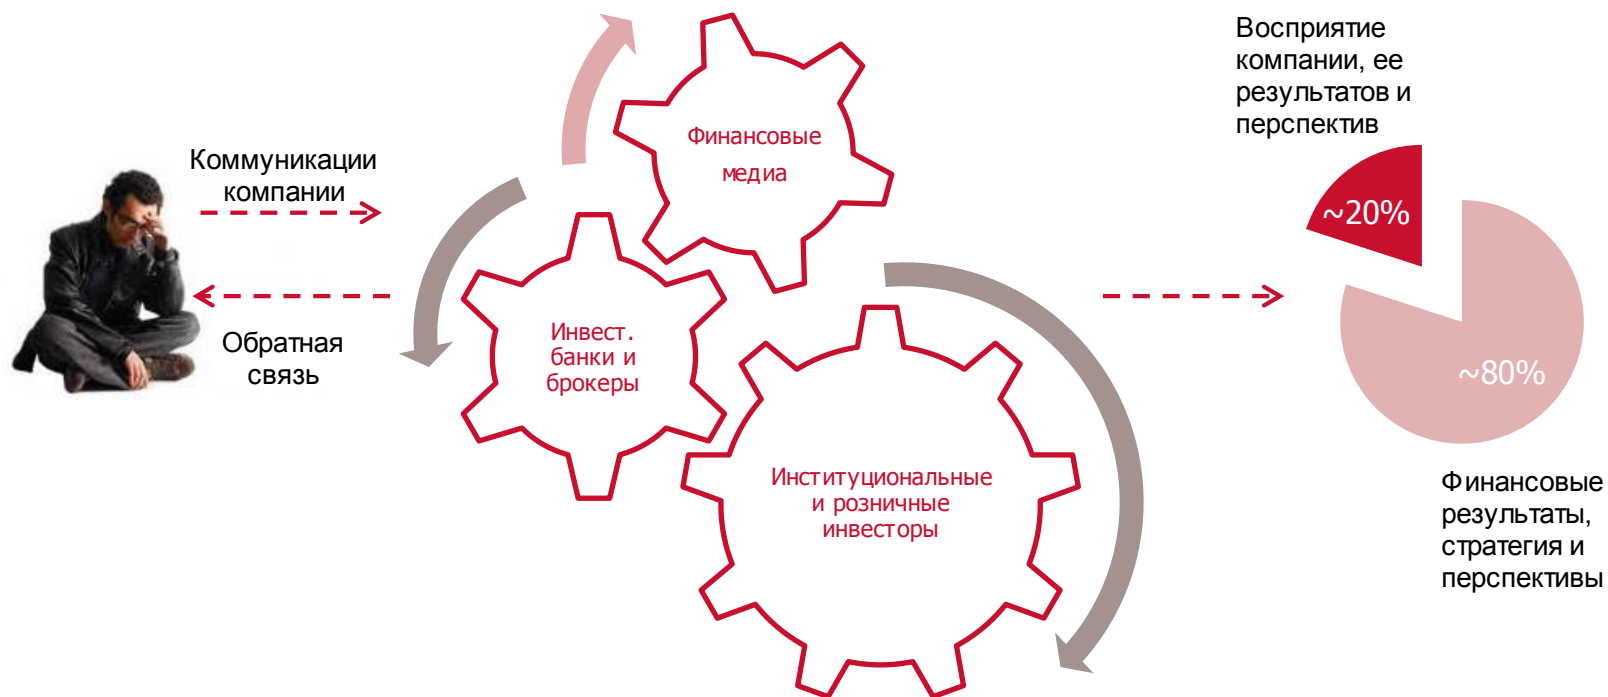 Коммуникации
компании
Обратная
связь
Финансовые
медиа
Инвест.
банки и
брокеры
Институциональные
и розничные
инвесторы
Восприятие
компании, ее
результатов и
перспектив
~20%
~80%
Финансовые
результаты,
стратегия и
перспективы